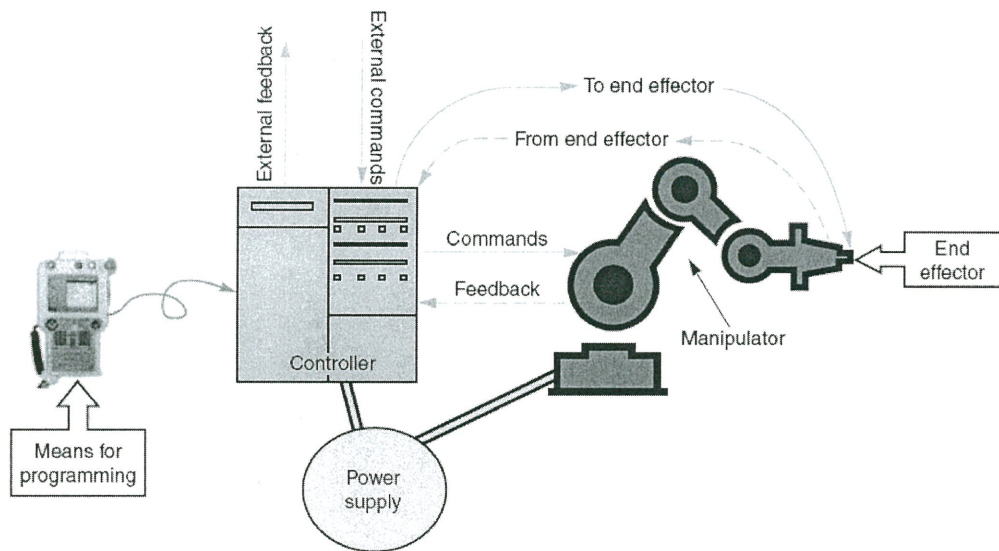 External feedback
External commands
To end effector
From end effector
Commands
Feedback
End
effector
Manipulator
Controller
Means for
programming
Power
supply